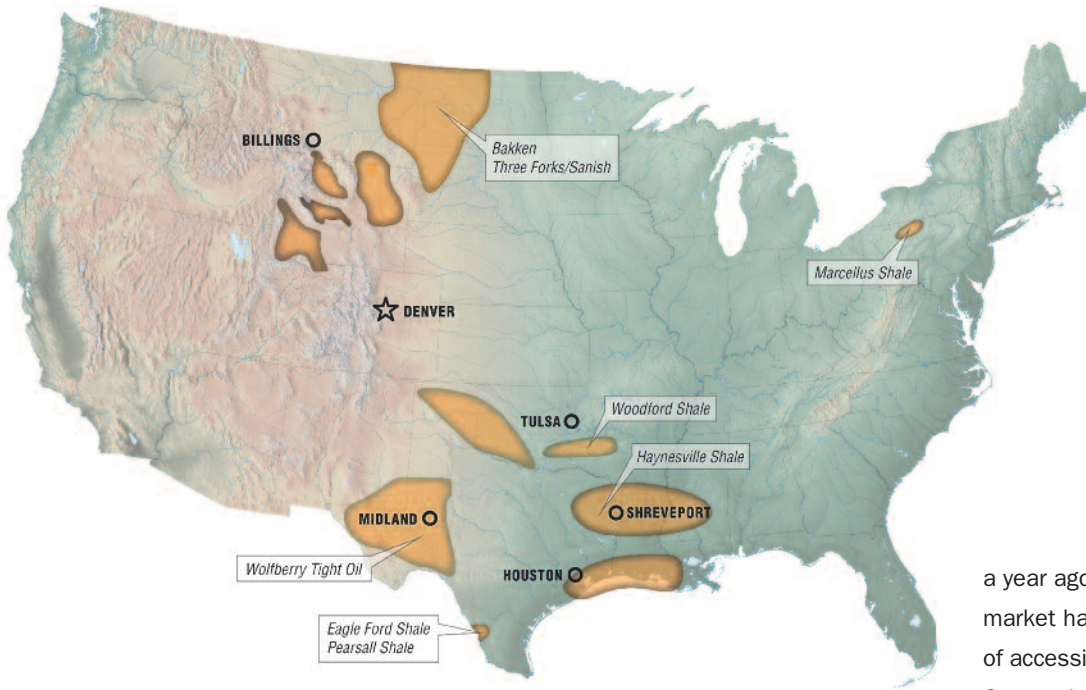 BILLINGS
Bakken
Three Forks/Sanish
Marcellus Shale
DENVER
TULSA
Woodford Shale
Haynesville Shale
MIDLAND
SHREVEPORT
Wolfberry Tight Oil
HOUSTON
Eagle Ford Shale
Pearsall Shale
a year ago
market ha
of accessi